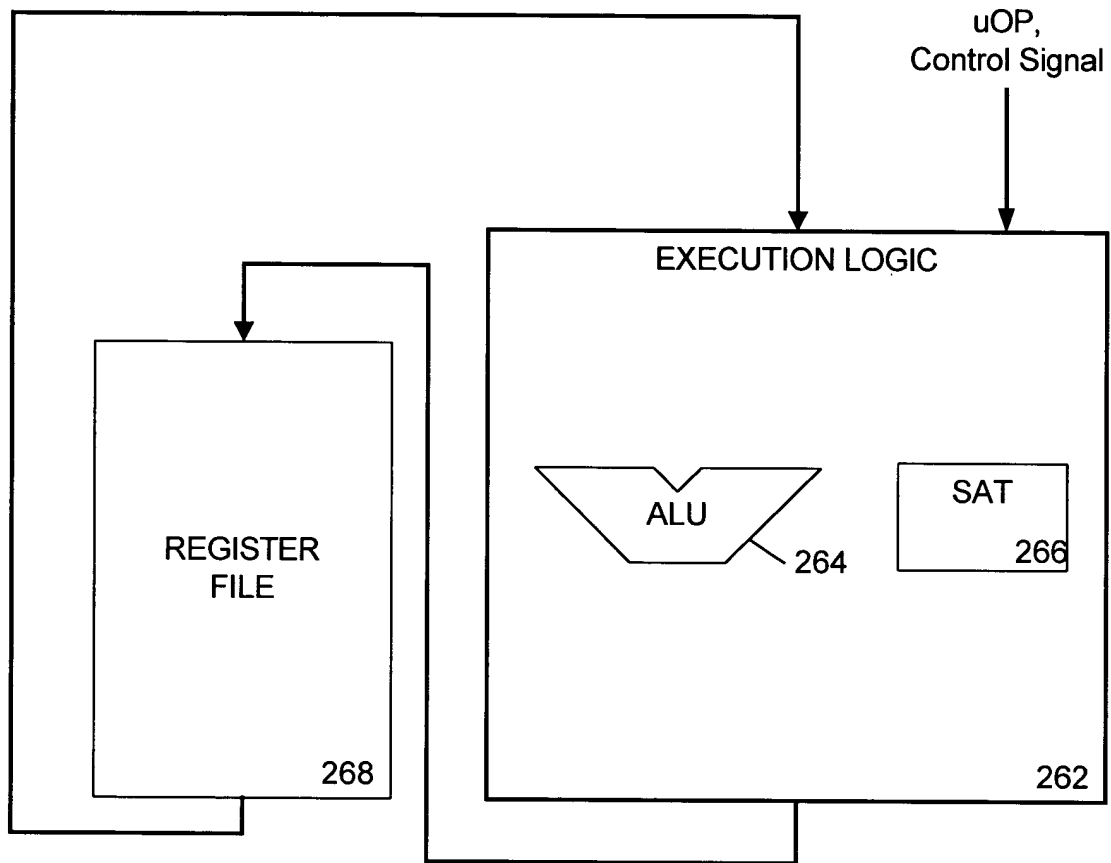 uOP,
Control Signal
EXECUTION LOGIC
ALU
264
SAT
266
REGISTER
FILE
268
262